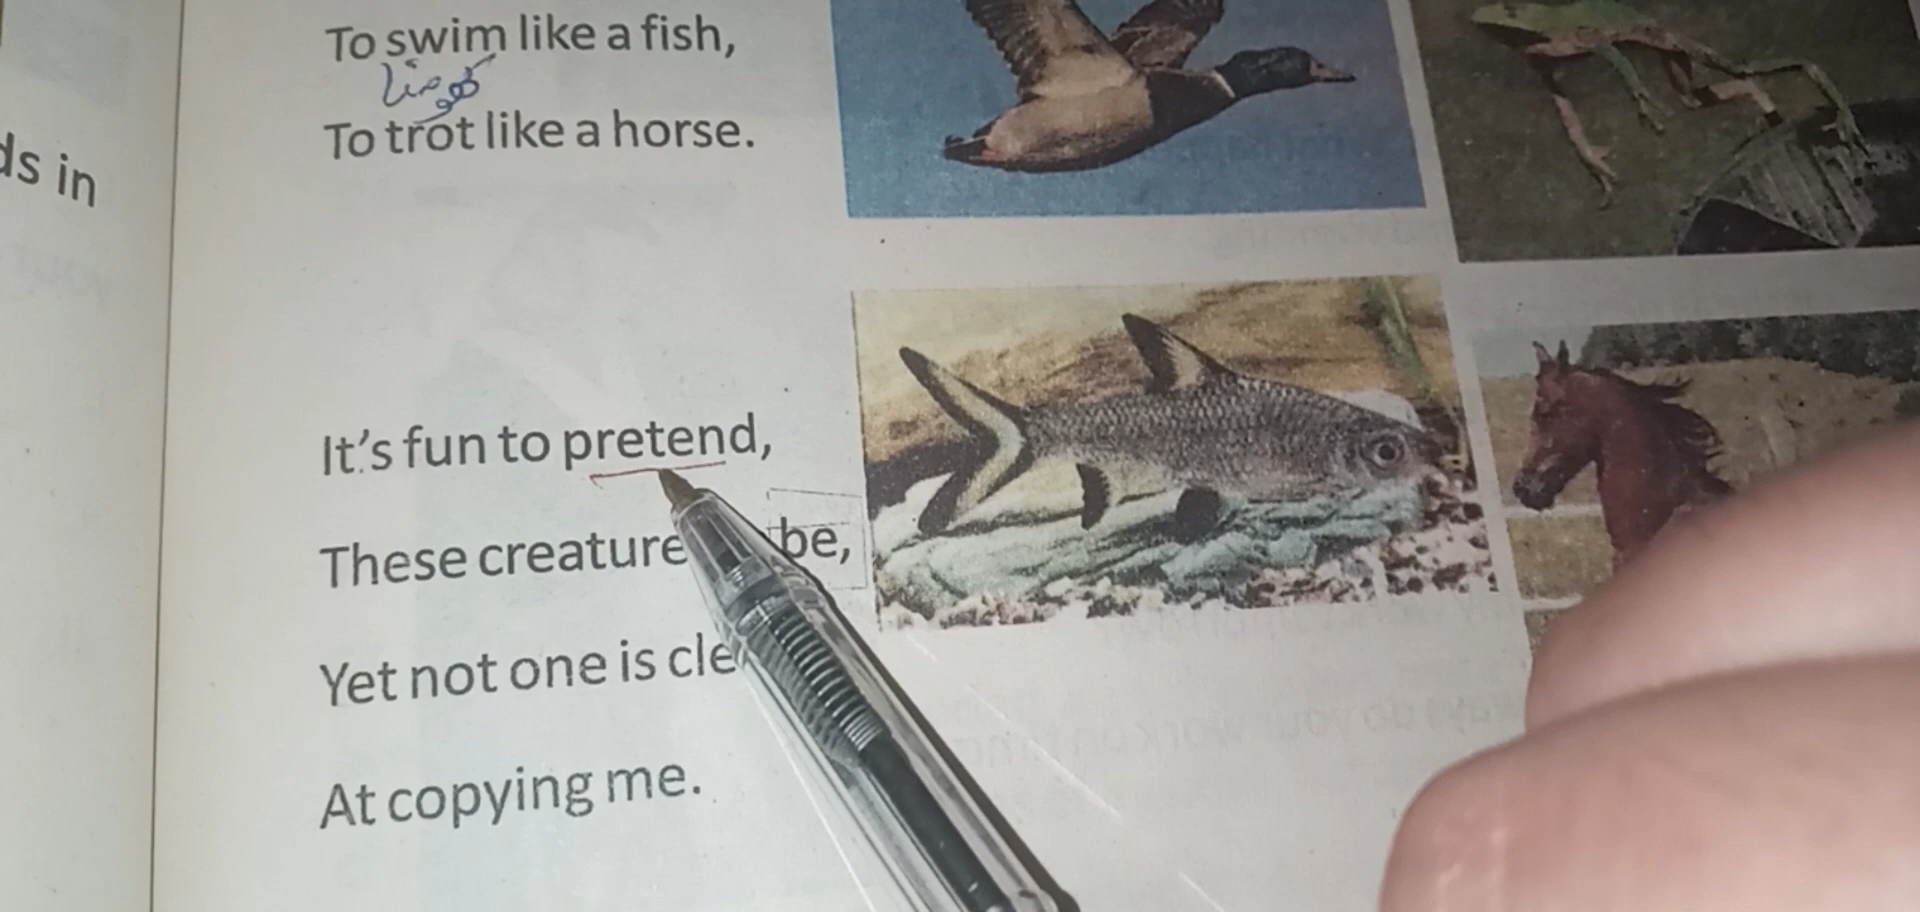 To swim like a fish,
گھومنا
To trot like a horse.
ds in
It's fun to pretend,
These creature be,
Yet not one is cle
At copying me.